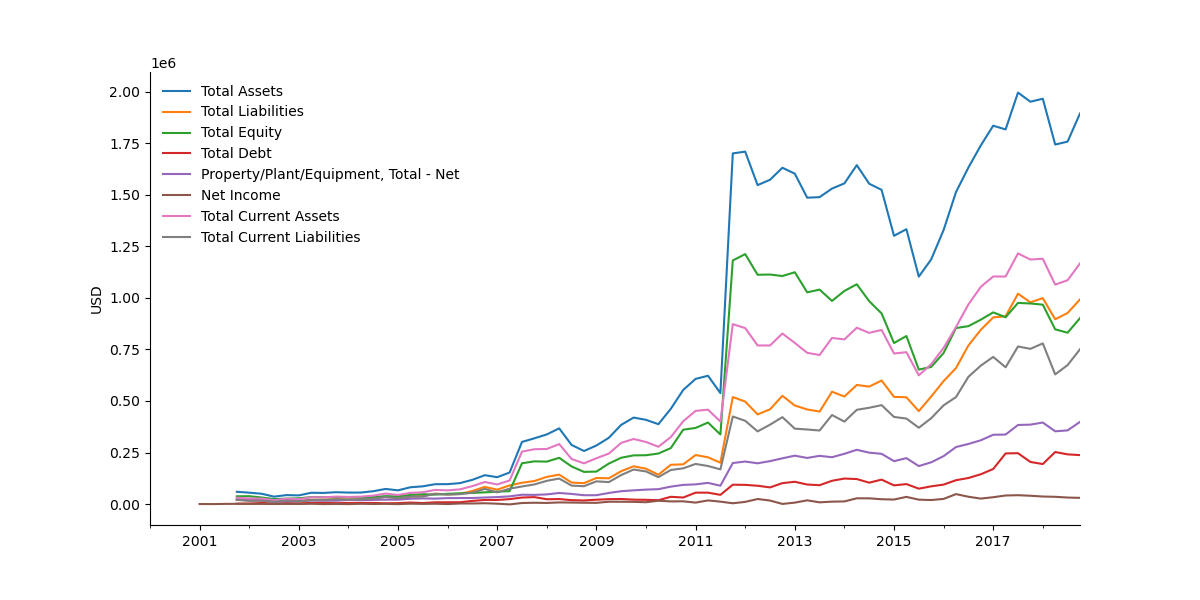 1e6
2.00
1.75
1.50
1.25
1.00
0.75
0.50
0.25
0.00
USD
Total Assets
Total Liabilities
Total Equity
Total Debt
Property/Plant/Equipment, Total - Net
Net Income
Total Current Assets
Total Current Liabilities
2001 2003 2005 2007 2009 2011 2013 2015 2017